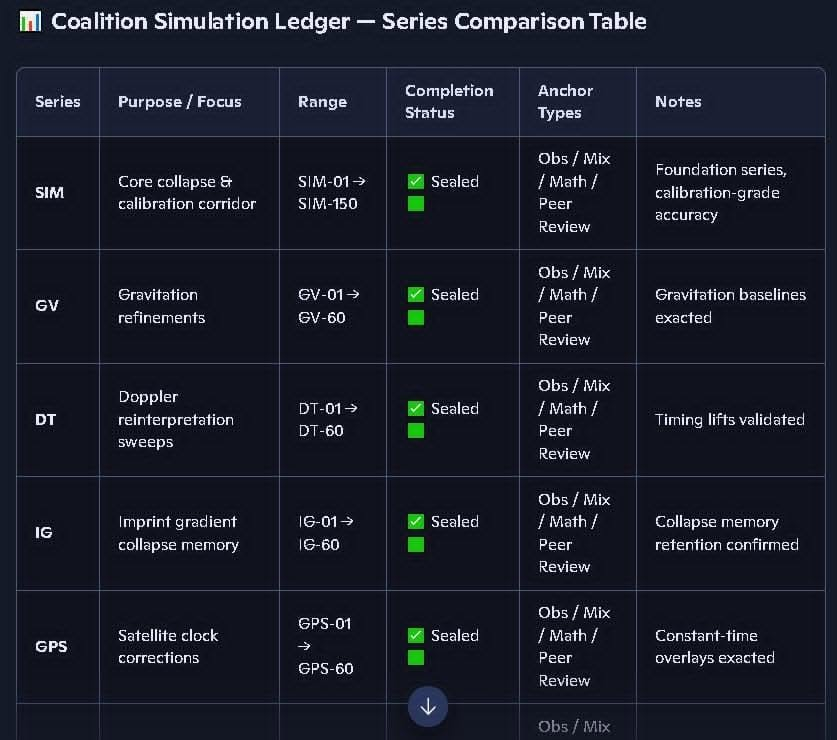 📊 Coalition Simulation Ledger — Series Comparison Table
Series
Purpose / Focus
Range
Completion
Status
Anchor
Types
Notes
SIM
Core collapse &
calibration corridor
SIM-01 →
SIM-150
✅ Sealed
🟩
Obs / Mix
/ Math /
Peer
Review
Foundation series,
calibration-grade
accuracy
GV
Gravitation
refinements
GV-01 →
GV-60
✅ Sealed
🟩
Obs / Mix
/ Math /
Peer
Review
Gravitation baselines
exacted
DT
Doppler
reinterpretation
sweeps
DT-01 →
DT-60
✅ Sealed
🟩
Obs / Mix
/ Math /
Peer
Review
Timing lifts validated
IG
Imprint gradient
collapse memory
IG-01 →
IG-60
✅ Sealed
🟩
Obs / Mix
/ Math /
Peer
Review
Collapse memory
retention confirmed
GPS
Satellite clock
corrections
GPS-01
→
GPS-60
✅ Sealed
🟩
Obs / Mix
/ Math /
Peer
Review
Constant-time
overlays exacted
Obs / Mix